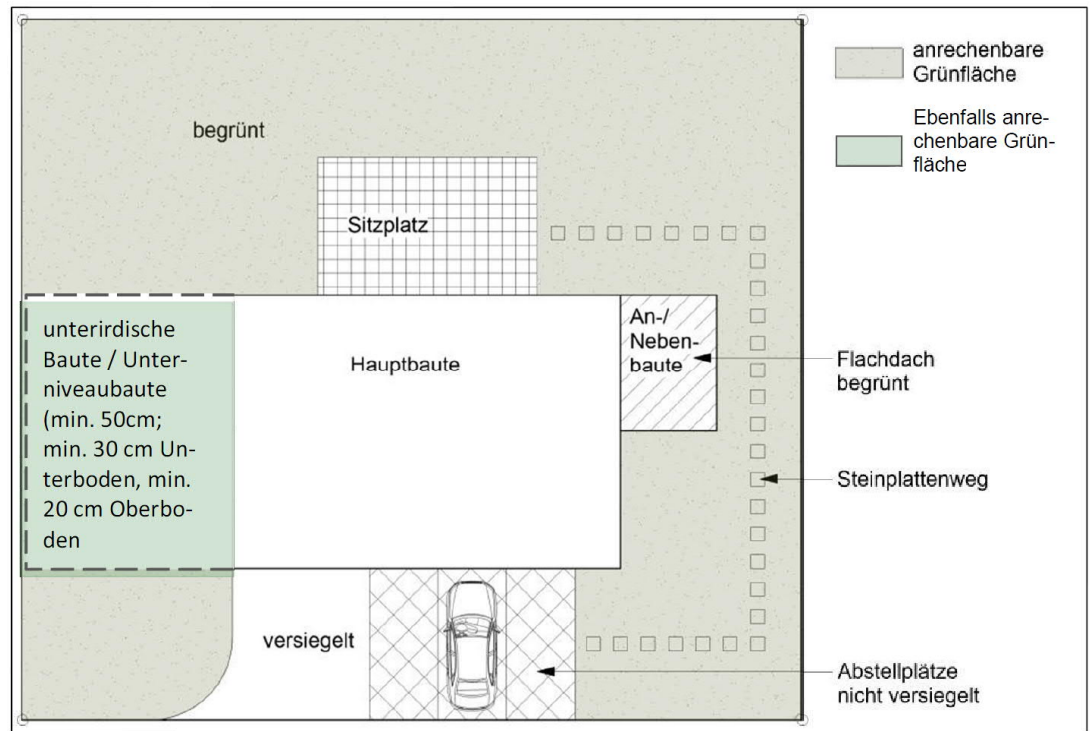 anrechenbare
Grünfläche
Ebenfalls anre-
chenbare Grün-
fläche
begrünt
Sitzplatz
unterirdische
Baute / Unter-
niveaubaute
(min. 50cm;
min. 30 cm Un-
terboden, min.
20 cm Oberbo-
den
Hauptbaute
An-/
Neben-
baute
Flachdach
begrünt
Steinplattenweg
versiegelt
Abstellplätze
nicht versiegelt